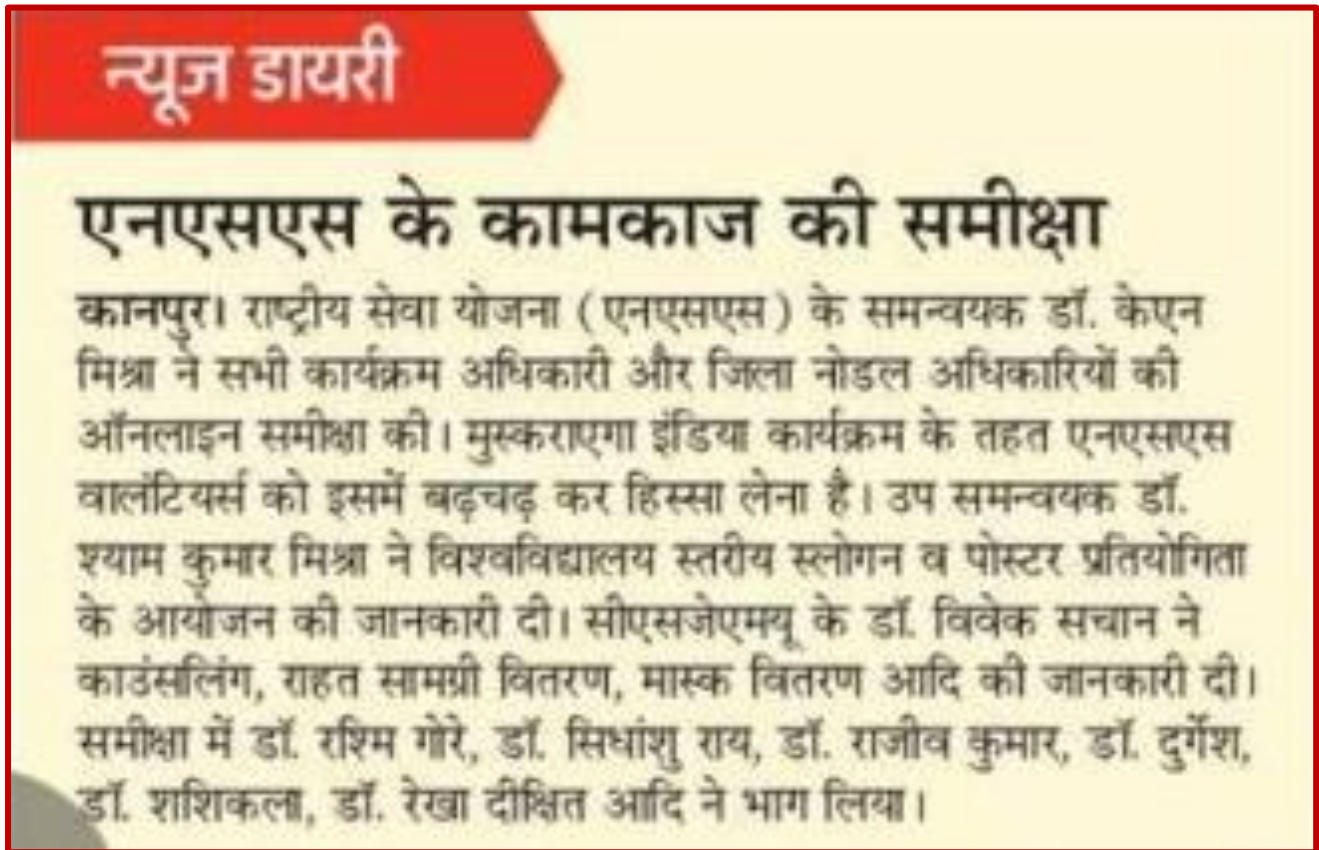 न्यूज डायरी
एनएसएस के कामकाज की समीक्षा
कानपुर। राष्ट्रीय सेवा योजना (एनएसएस) के समन्वयक डॉ. केएन
मिश्रा ने सभी कार्यक्रम अधिकारी और जिला नोडल अधिकारियों की
ऑनलाइन समीक्षा की। मुस्कराएगा इंडिया कार्यक्रम के तहत एनएसएस
वालंटियर्स को इसमें बढ़चढ़ कर हिस्सा लेना है। उप समन्वयक डॉ.
श्याम कुमार मिश्रा ने विश्वविद्यालय स्तरीय स्लोगन व पोस्टर प्रतियोगिता
के आयोजन की जानकारी दी। सीएसजेएमयू के डॉ. विवेक सचान ने
काउंसलिंग, राहत सामग्री वितरण, मास्क वितरण आदि की जानकारी दी।
समीक्षा में डॉ. रश्मि गोरे, डॉ. सिधांशु राय, डॉ. राजीव कुमार, डॉ. दुर्गेश,
डॉ. शशिकला, डॉ. रेखा दीक्षित आदि ने भाग लिया।